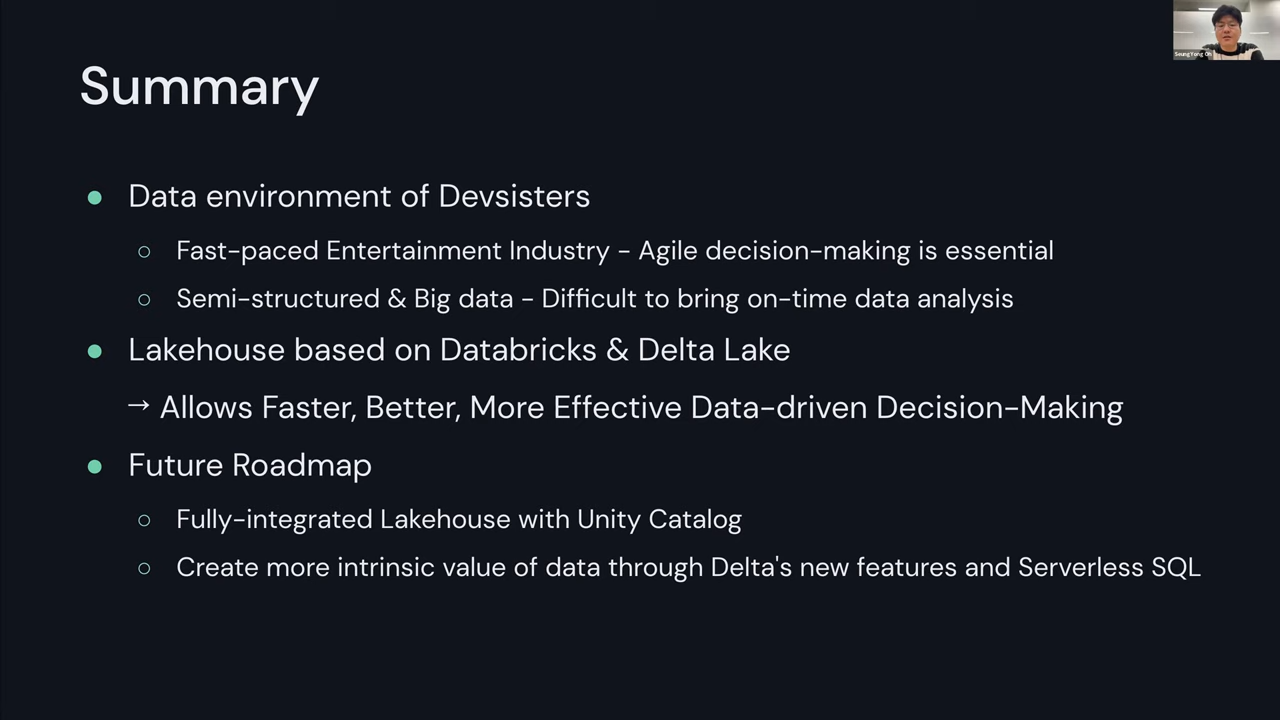 Summary
● Data environment of Devsisters
○ Fast-paced Entertainment Industry - Agile decision-making is essential
○ Semi-structured & Big data - Difficult to bring on-time data analysis
● Lakehouse based on Databricks & Delta Lake
→ Allows Faster, Better, More Effective Data-driven Decision-Making
● Future Roadmap
○ Fully-integrated Lakehouse with Unity Catalog
○ Create more intrinsic value of data through Delta's new features and Serverless SQL
SeungYong Oh